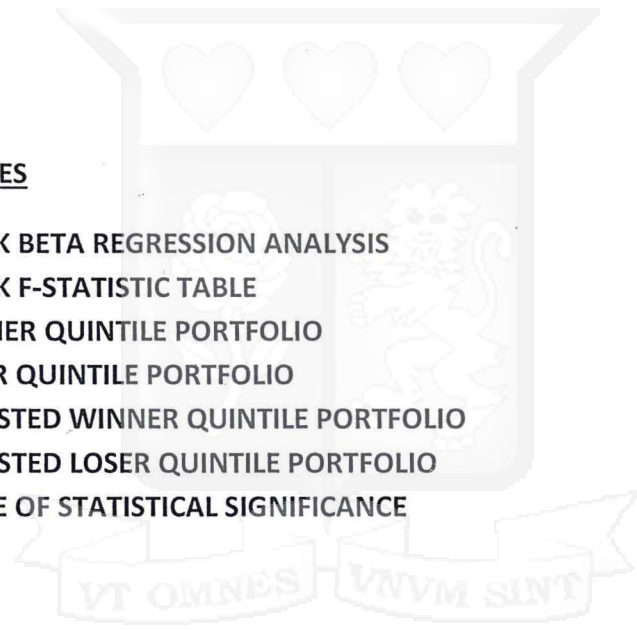 ES
K BETA REGRESSION ANALYSIS
K F-STATISTIC TABLE
NER QUINTILE PORTFOLIO
R QUINTILE PORTFOLIO
STED WINNER QUINTILE PORTFOLIO
STED LOSER QUINTILE PORTFOLIO
E OF STATISTICAL SIGNIFICANCE
VT OMNES VNVM SINT